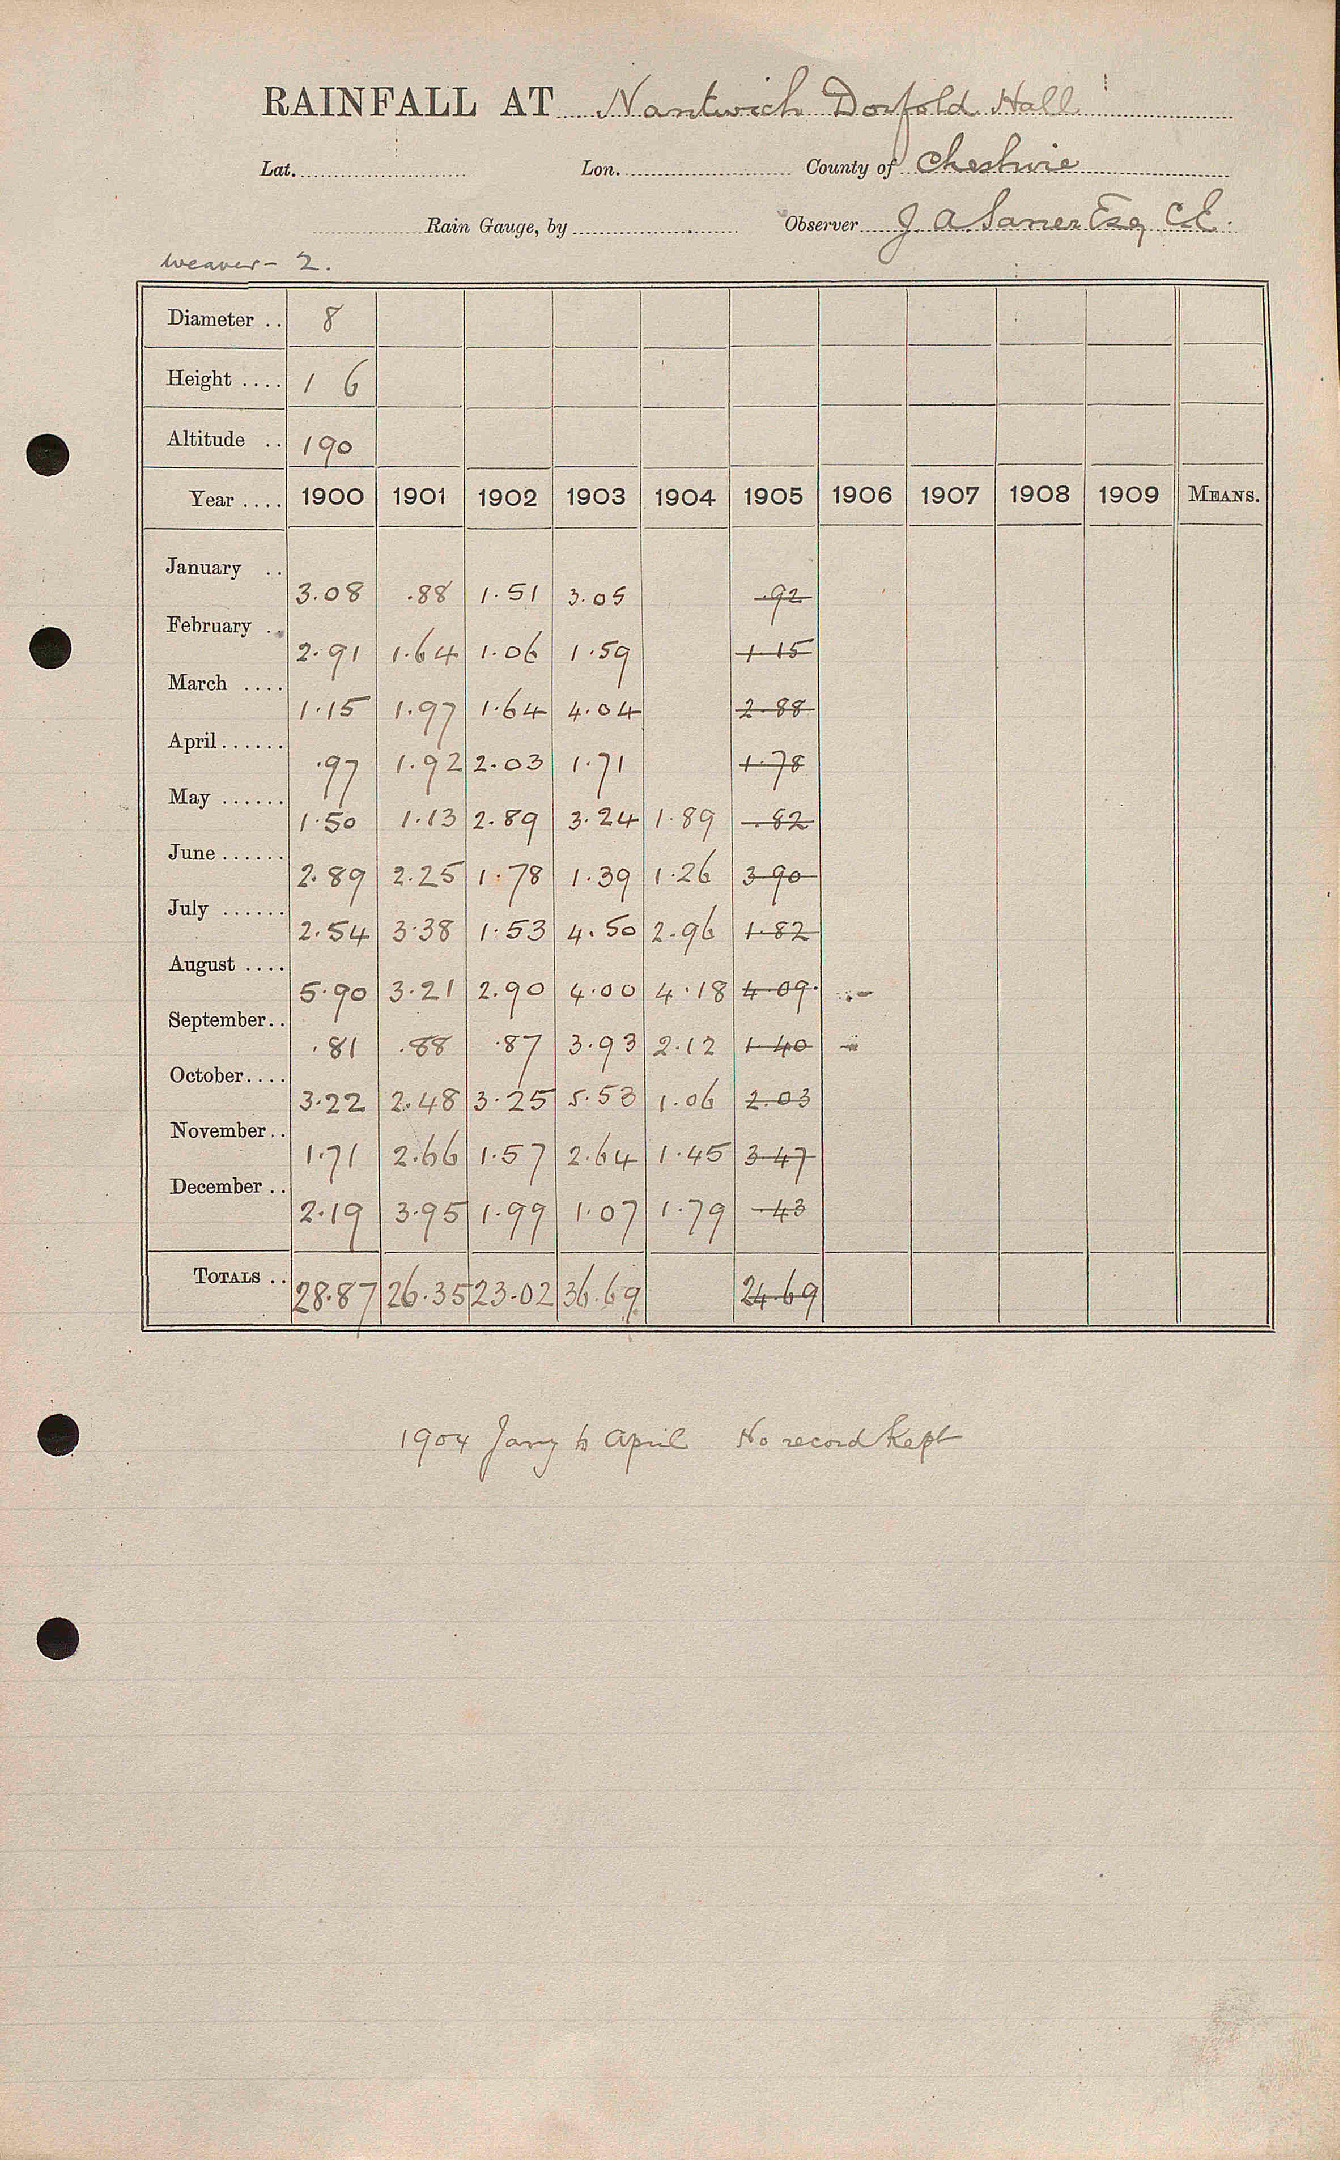 RAINFALL AT Nantwich Dorfold Hall
Lat. Lon. County of Cheshire
Rain Gauge, by Observer J. A. Saner Esq C.E.
Weaver - 2.
Diameter .. 8
Height .... 1 6
Altitude .. 190
Year .... 1900 1901 1902 1903 1904 1905 1906 1907 1908 1909 MEANS.
January .. 3.08 .88 1.51 3.05 .92
February .. 2.91 1.64 1.06 1.59 1.15
March .... 1.15 1.97 1.64 4.04 2.88
April ...... .97 1.92 2.03 1.71 1.78
May ...... 1.50 1.13 2.89 3.24 1.89 .82
June ...... 2.89 2.25 1.78 1.39 1.26 3.90
July ...... 2.54 3.38 1.53 4.50 2.96 1.82
August .... 5.90 3.21 2.90 4.00 4.18 4.09
September.. .81 .88 .87 3.93 2.12 1.40
October.... 3.22 2.48 3.25 5.53 1.06 2.03
November.. 1.71 2.66 1.57 2.64 1.45 3.47
December .. 2.19 3.95 1.99 1.07 1.79 .43
TOTALS .. 28.87 26.35 23.02 36.69 24.69
1904 Jany to April No record kept